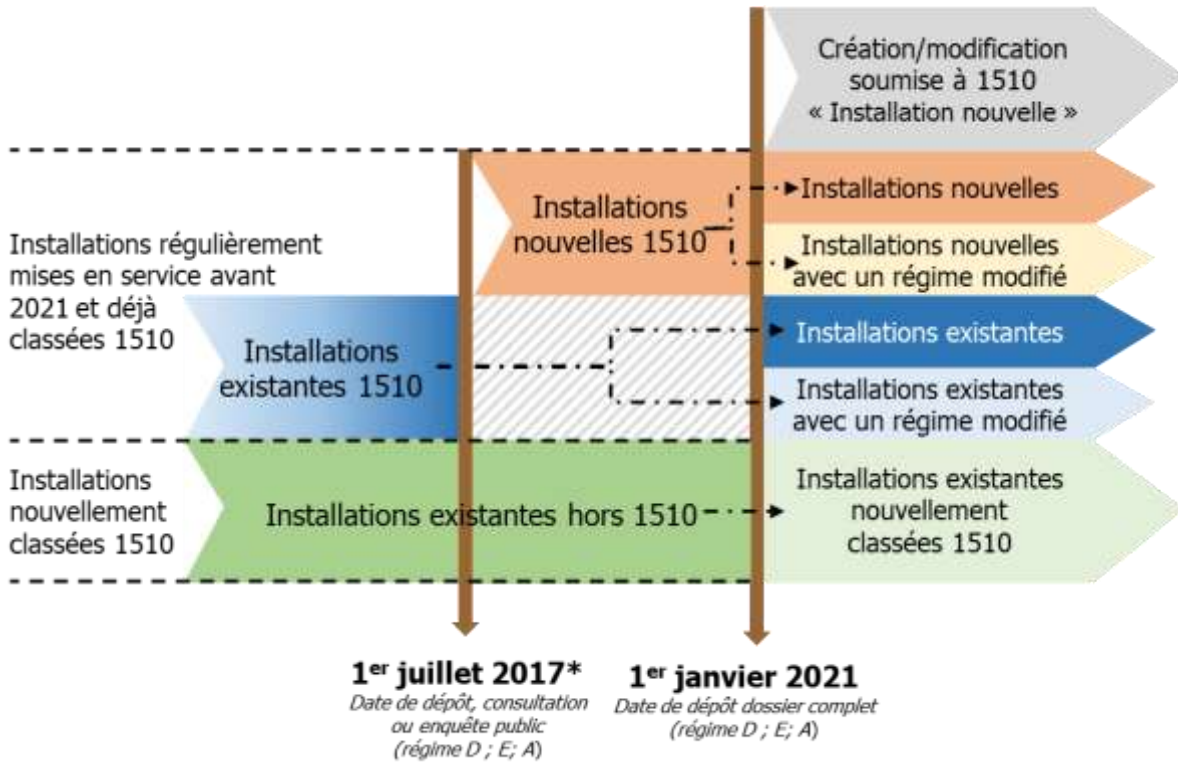 Création/modification
soumise à 1510
« Installation nouvelle »
Installations régulièrement
mises en service avant
2021 et déjà
classées 1510
Installations
nouvelles 1510
Installations nouvelles
Installations nouvelles
avec un régime modifié
Installations
existantes 1510
Installations existantes
Installations existantes
avec un régime modifié
Installations
nouvellement
classées 1510
Installations existantes hors 1510
Installations existantes
nouvellement
classées 1510
1er juillet 2017*
Date de dépôt, consultation
ou enquête public
(régime D ; E; A)
1er janvier 2021
Date de dépôt dossier complet
(régime D ; E; A)